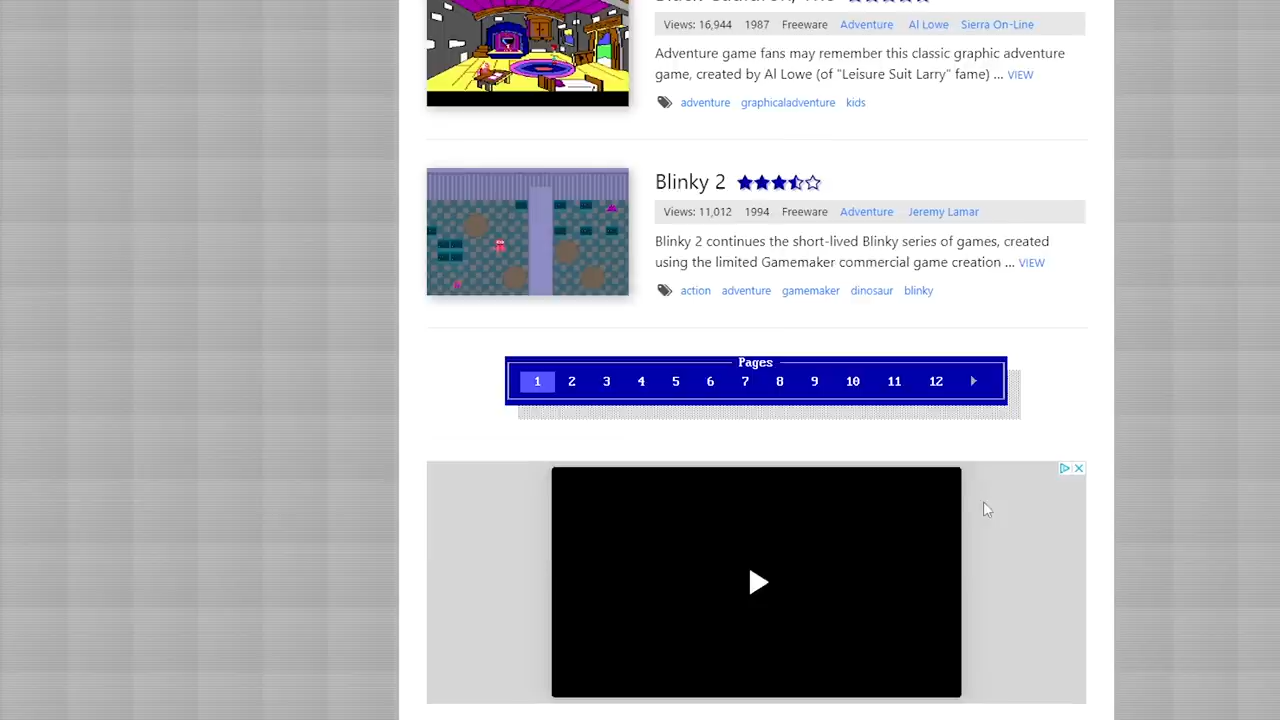 Views: 16,944 1987 Freeware Adventure Al Lowe Sierra On-Line
Adventure game fans may remember this classic graphic adventure
game, created by Al Lowe (of "Leisure Suit Larry" fame) ... VIEW
adventure graphicaladventure kids
Blinky 2
Views: 11,012 1994 Freeware Adventure Jeremy Lamar
Blinky 2 continues the short-lived Blinky series of games, created
using the limited Gamemaker commercial game creation ... VIEW
action adventure gamemaker dinosaur blinky
Pages
1 2 3 4 5 6 7 8 9 10 11 12